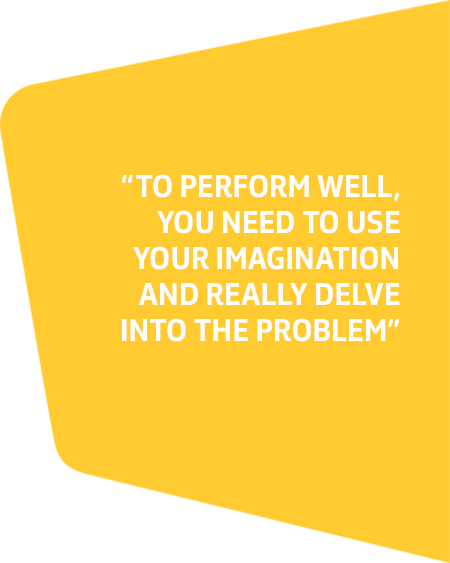 “TO PERFORM WELL,
YOU NEED TO USE
YOUR IMAGINATION
AND REALLY DELVE
INTO THE PROBLEM”